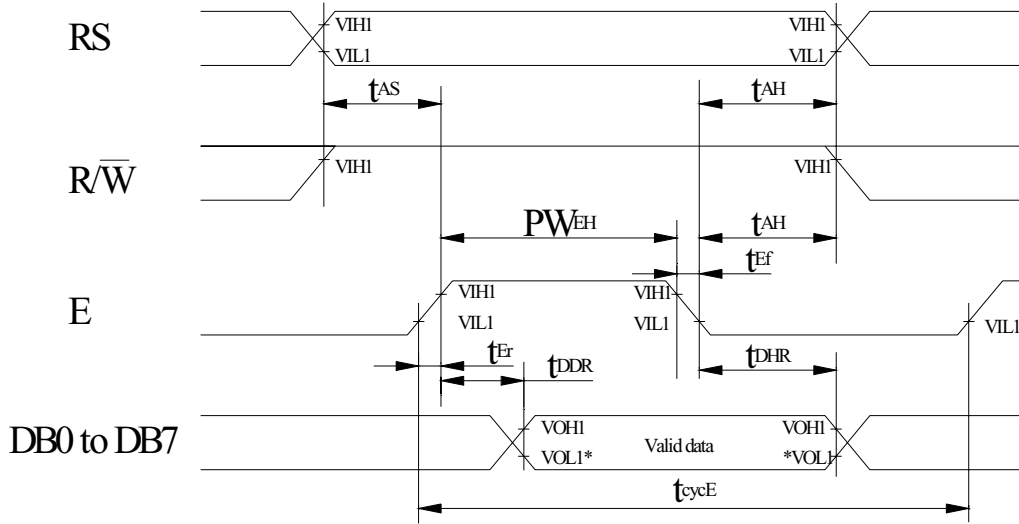 RS
VIH1 VIH1
VIL1 VIL1
tAS tAH
R/W̅
VIH1 VIH1
PWEH tAH
tEf
E
VIH1 VIH1
VIL1 VIL1 VIL1
tEr tDDR tDHR
DB0 to DB7
VOH1 Valid data VOH1
VOL1* *VOL1
tcycE